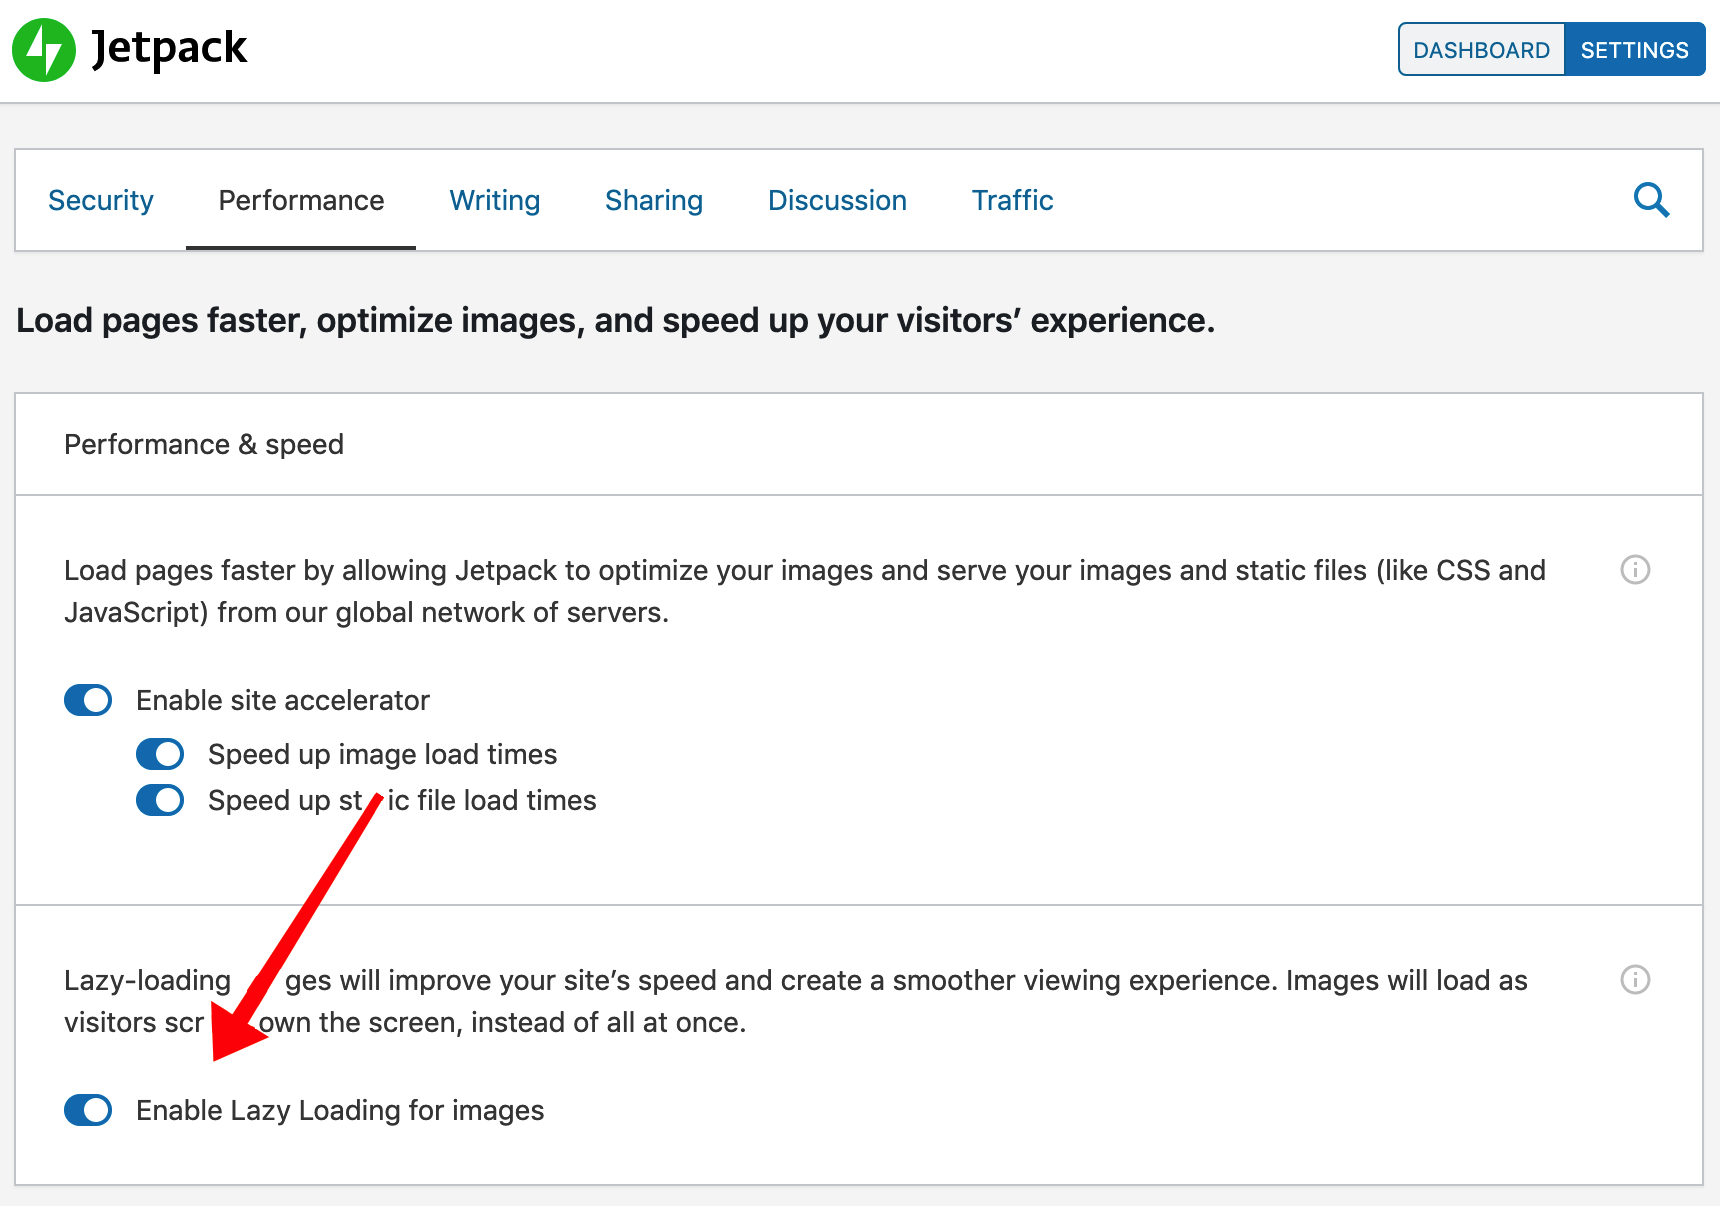 Jetpack
DASHBOARD SETTINGS
Security Performance Writing Sharing Discussion Traffic
Load pages faster, optimize images, and speed up your visitors’ experience.
Performance & speed
Load pages faster by allowing Jetpack to optimize your images and serve your images and static files (like CSS and
JavaScript) from our global network of servers.
Enable site accelerator
Speed up image load times
Speed up st ic file load times
Lazy-loading ges will improve your site’s speed and create a smoother viewing experience. Images will load as
visitors scr own the screen, instead of all at once.
Enable Lazy Loading for images